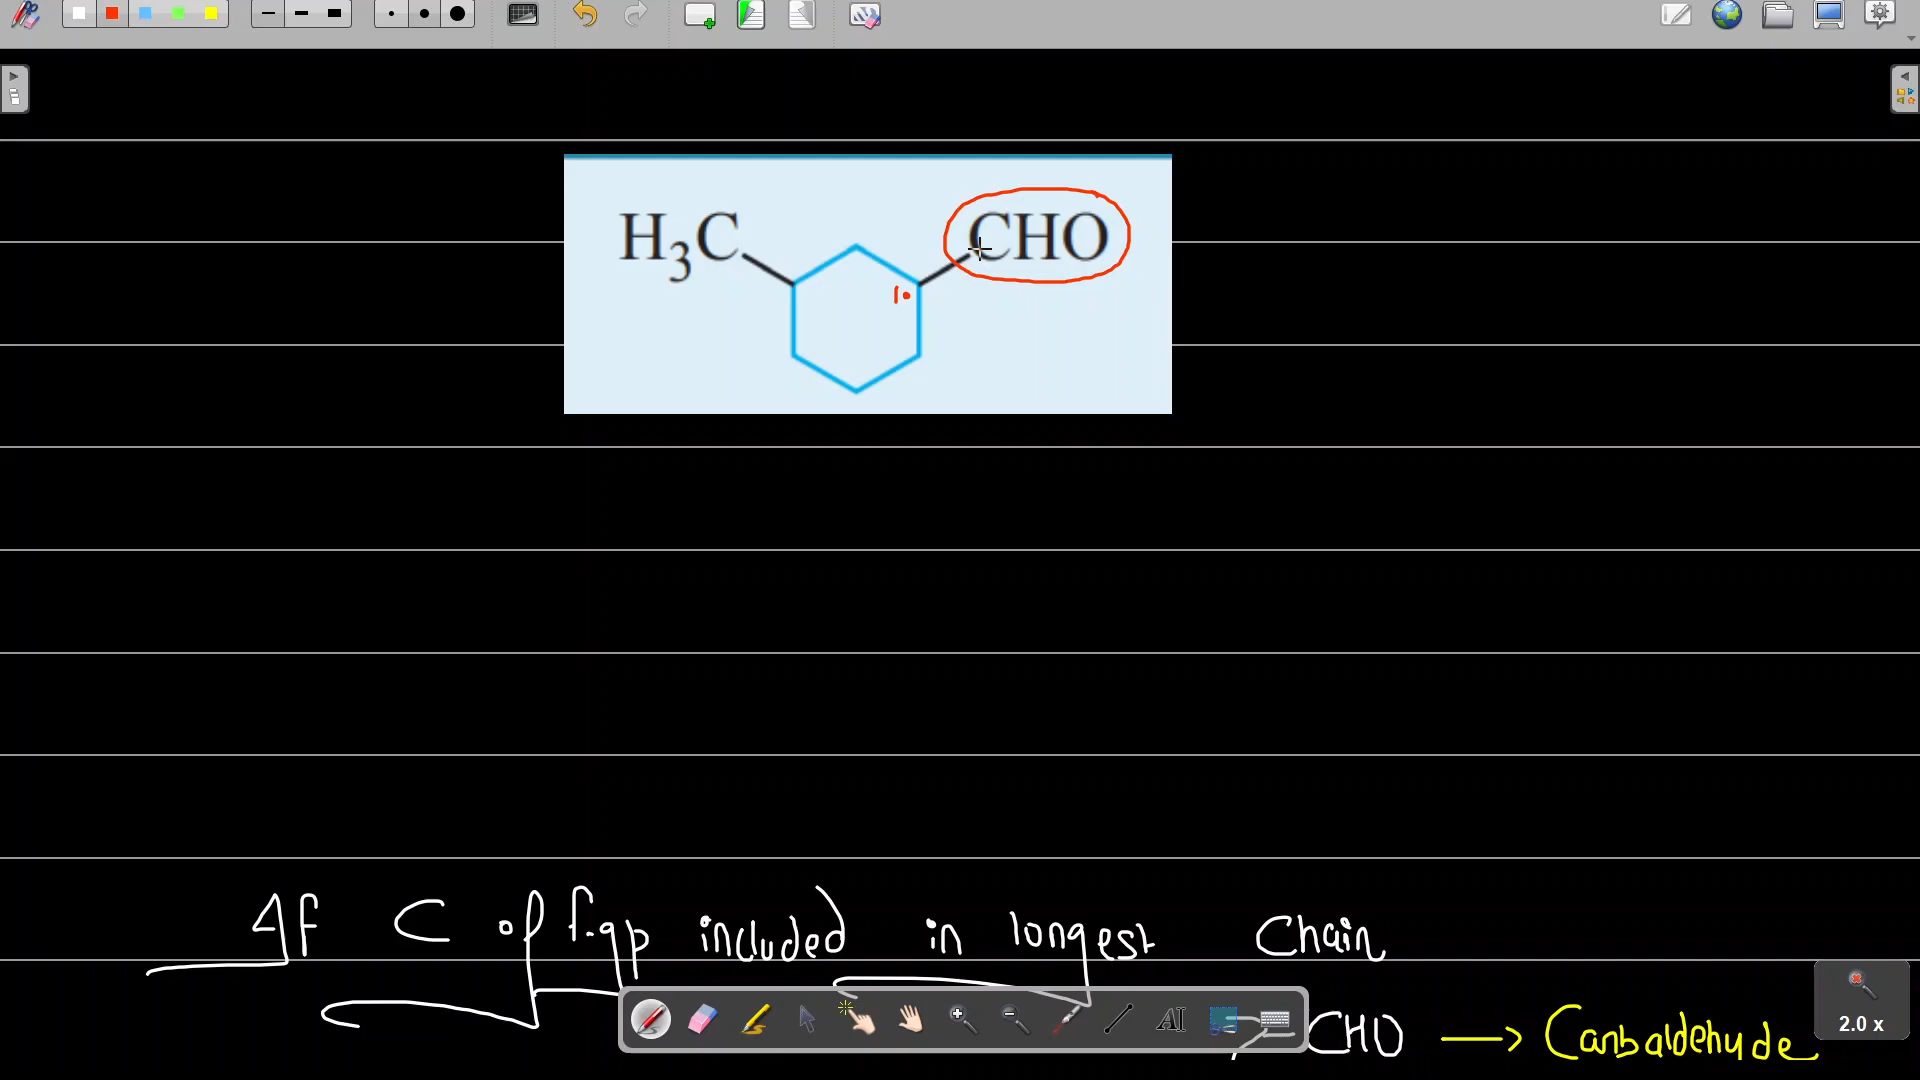 H₃C CHO
1.
If C of f.gp included in longest Chain
CHO → Carbaldehyde
2.0 x